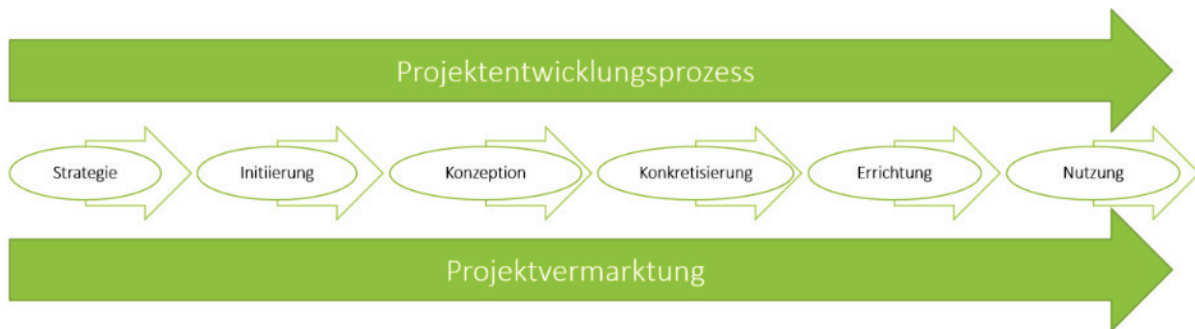 Projektentwicklungsprozess
Strategie
Initiierung
Konzeption
Konkretisierung
Errichtung
Nutzung
Projektvermarktung